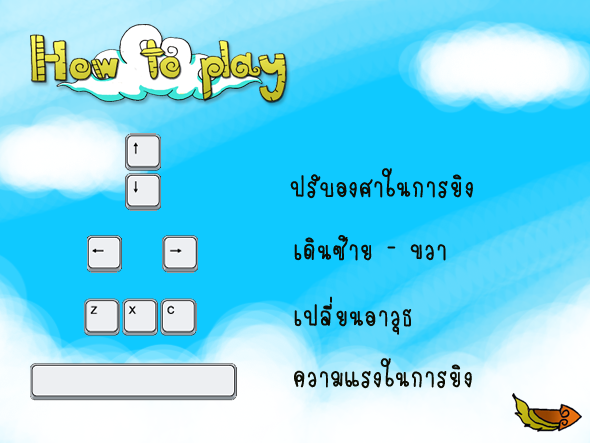 How to play
↑
↓ ปรับองศาในการยิง
← → เดินซ้าย - ขวา
Z X C เปลี่ยนอาวุธ
ความแรงในการยิง